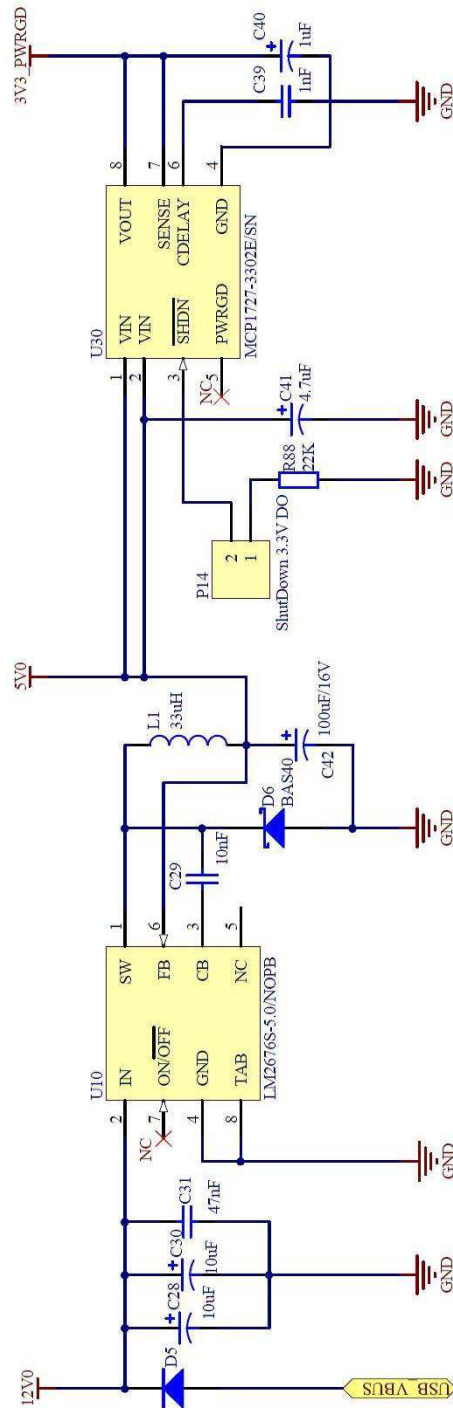 12V0
D5
USB_VBUS
C28
10uF
C30
10uF
C31
47nF
GND
U10
2 IN
7 ON/OFF
NC
4 GND
8 TAB
SW 1
FB 6
CB 3
NC 5
LM2676S-5.0/NOPB
GND
C29
10nF
L1
33uH
D6
BAS40
C42
100uF/16V
GND
5V0
P14
2
1
ShutDown 3.3V DO
R88
22K
GND
C41
4.7uF
GND
U30
1 VIN
2 VIN
3 SHDN
NC
5 PWRGD
VOUT 8
SENSE 7
CDELAY 6
GND 4
MCP1727-3302E/SN
C39
1nF
C40
1uF
GND
3V3_PWRGD